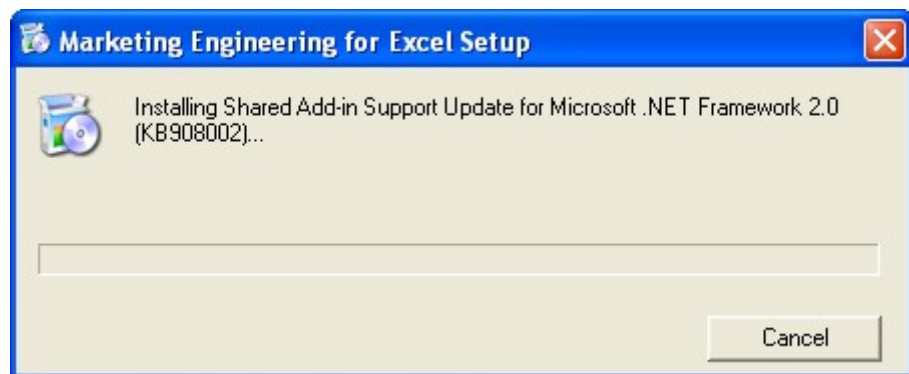 Marketing Engineering for Excel Setup
Installing Shared Add-in Support Update for Microsoft .NET Framework 2.0
(KB908002)...
Cancel